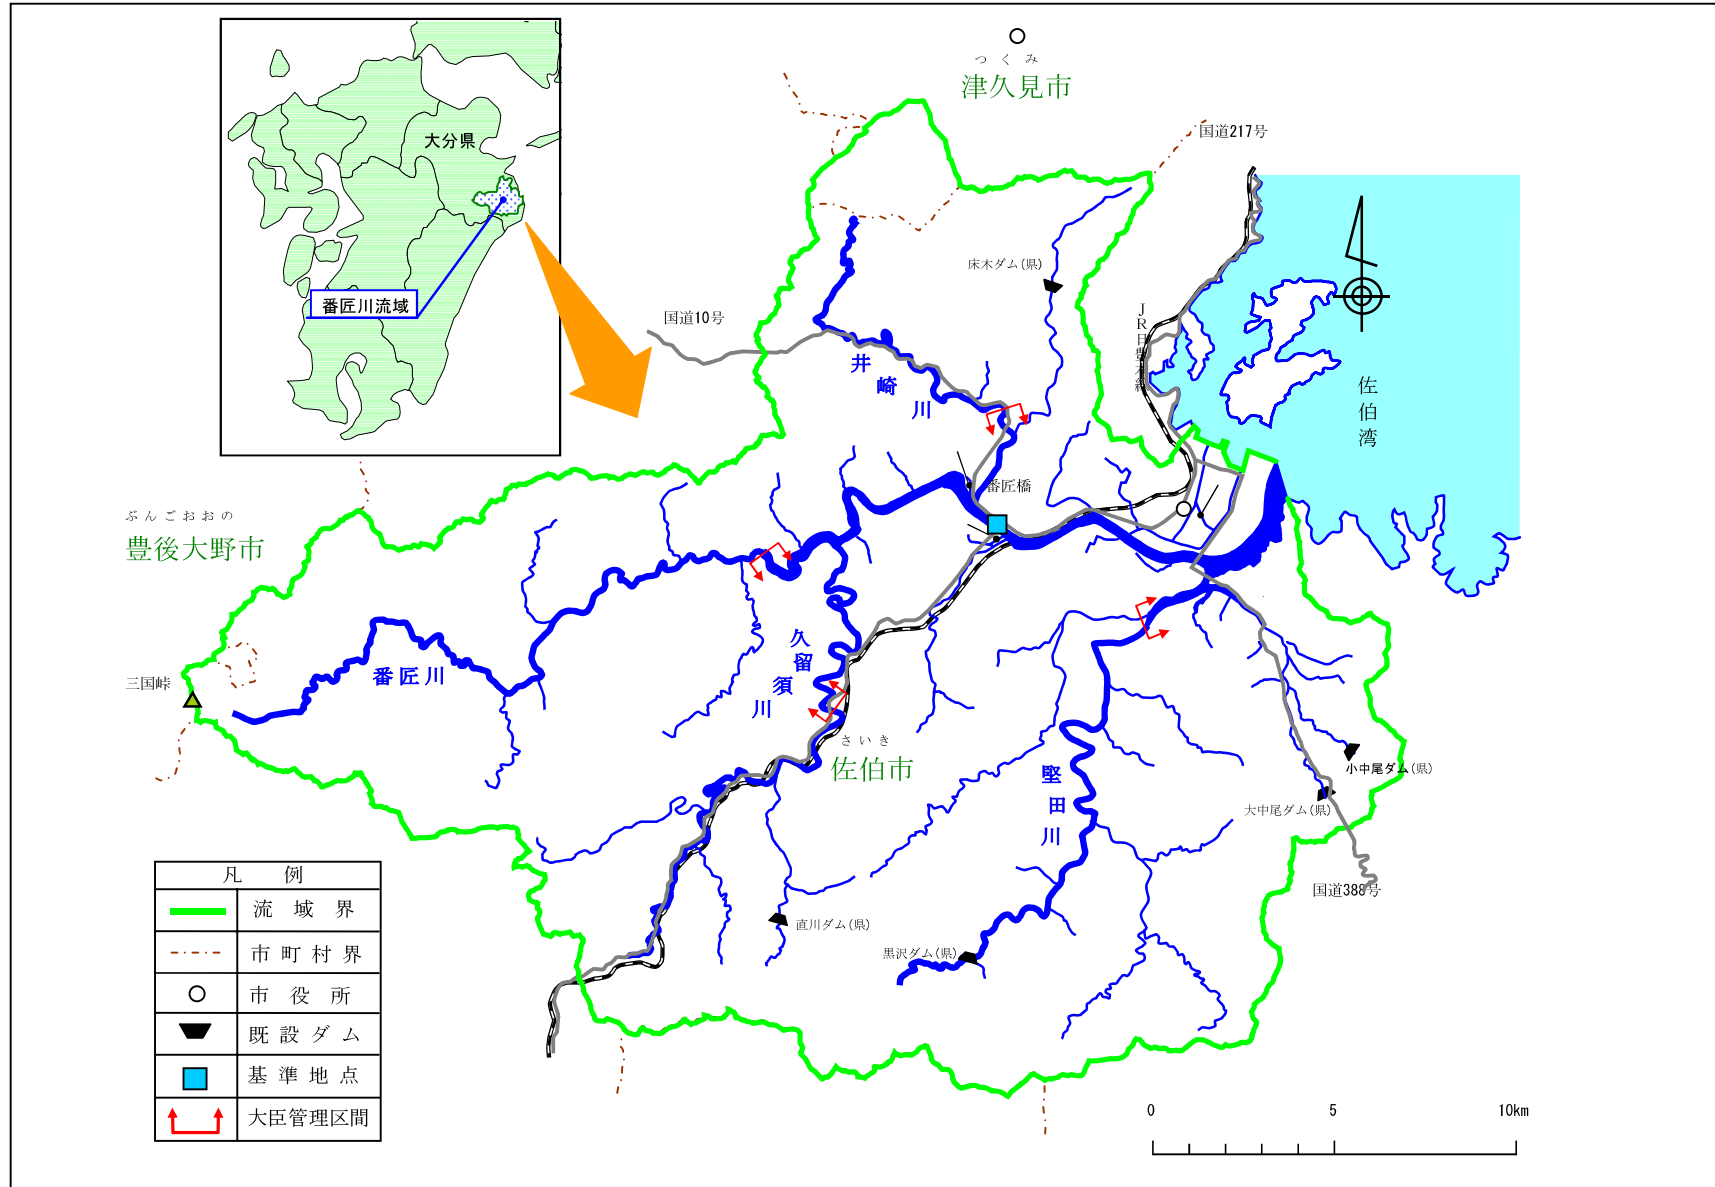 つくみ
津久見市
国道217号
大分県
床木ダム(県)
番匠川流域
国道10号
JR日豊本線
井崎川
佐伯湾
番匠橋
ぶんごおおの
豊後大野市
久留須川
三国峠
番匠川
さいき
佐伯市
堅田川
小中尾ダム(県)
大中尾ダム(県)
国道388号
直川ダム(県)
黒沢ダム(県)
凡例
流域界
市町村界
市役所
既設ダム
基準地点
大臣管理区間
0 5 10km